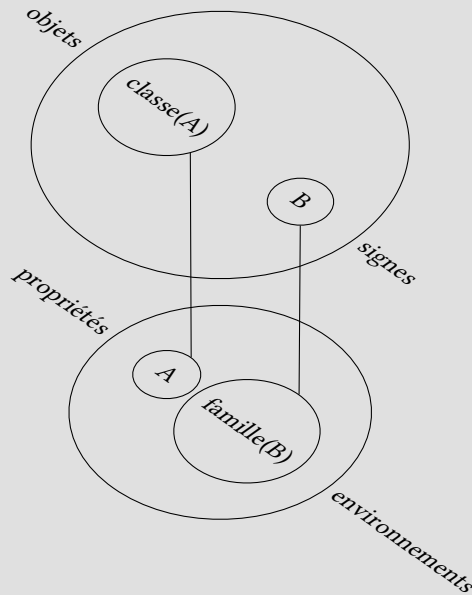 objets
classe(A)
B
signes
propriétés
A
famille(B)
environnements